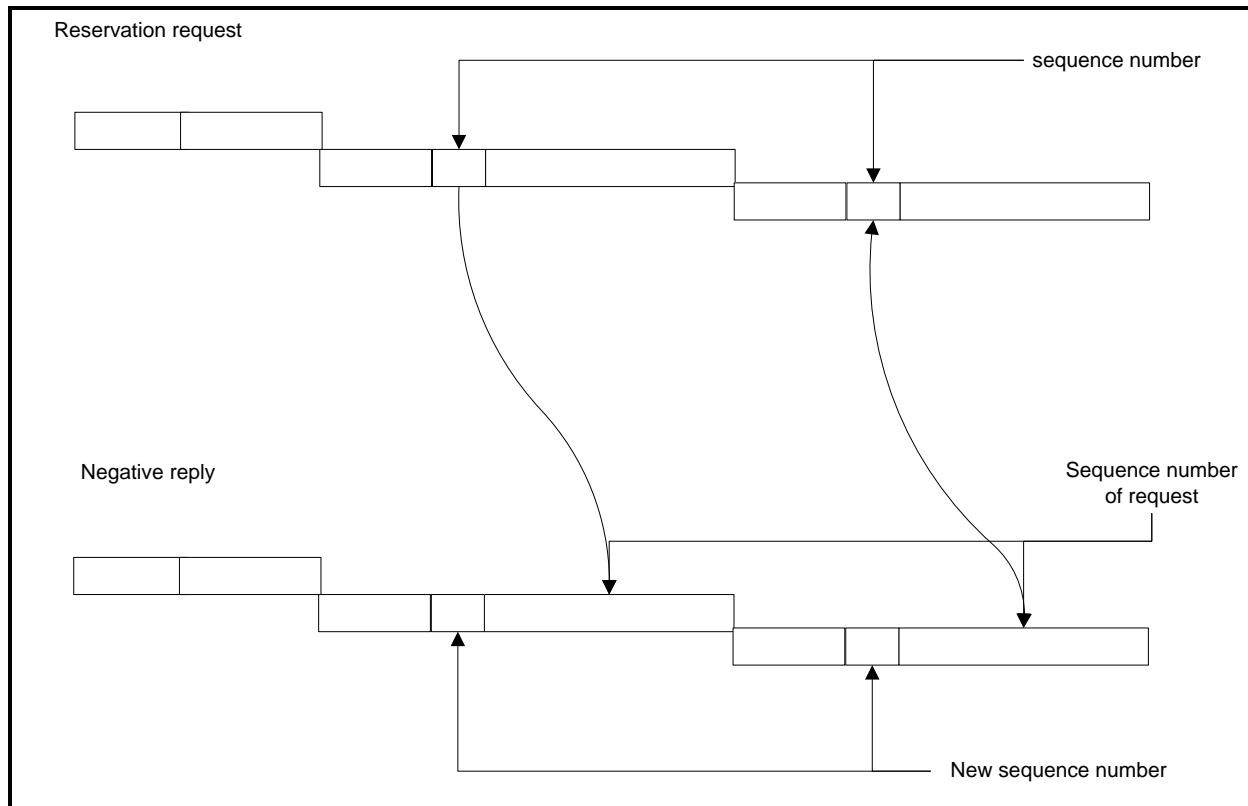 Reservation request
sequence number
Negative reply
Sequence number
of request
New sequence number